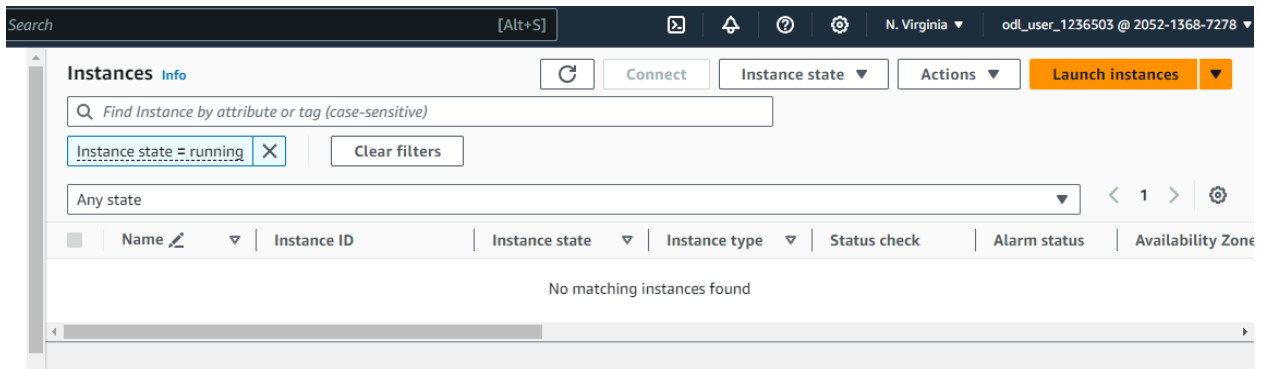 Search [Alt+S] N. Virginia ▼ odl_user_1236503 @ 2052-1368-7278 ▼
Instances Info Connect Instance state ▼ Actions ▼ Launch instances ▼
Find Instance by attribute or tag (case-sensitive)
Instance state = running Clear filters
Any state ▼ < 1 >
Name Instance ID Instance state Instance type Status check Alarm status Availability Zone
No matching instances found